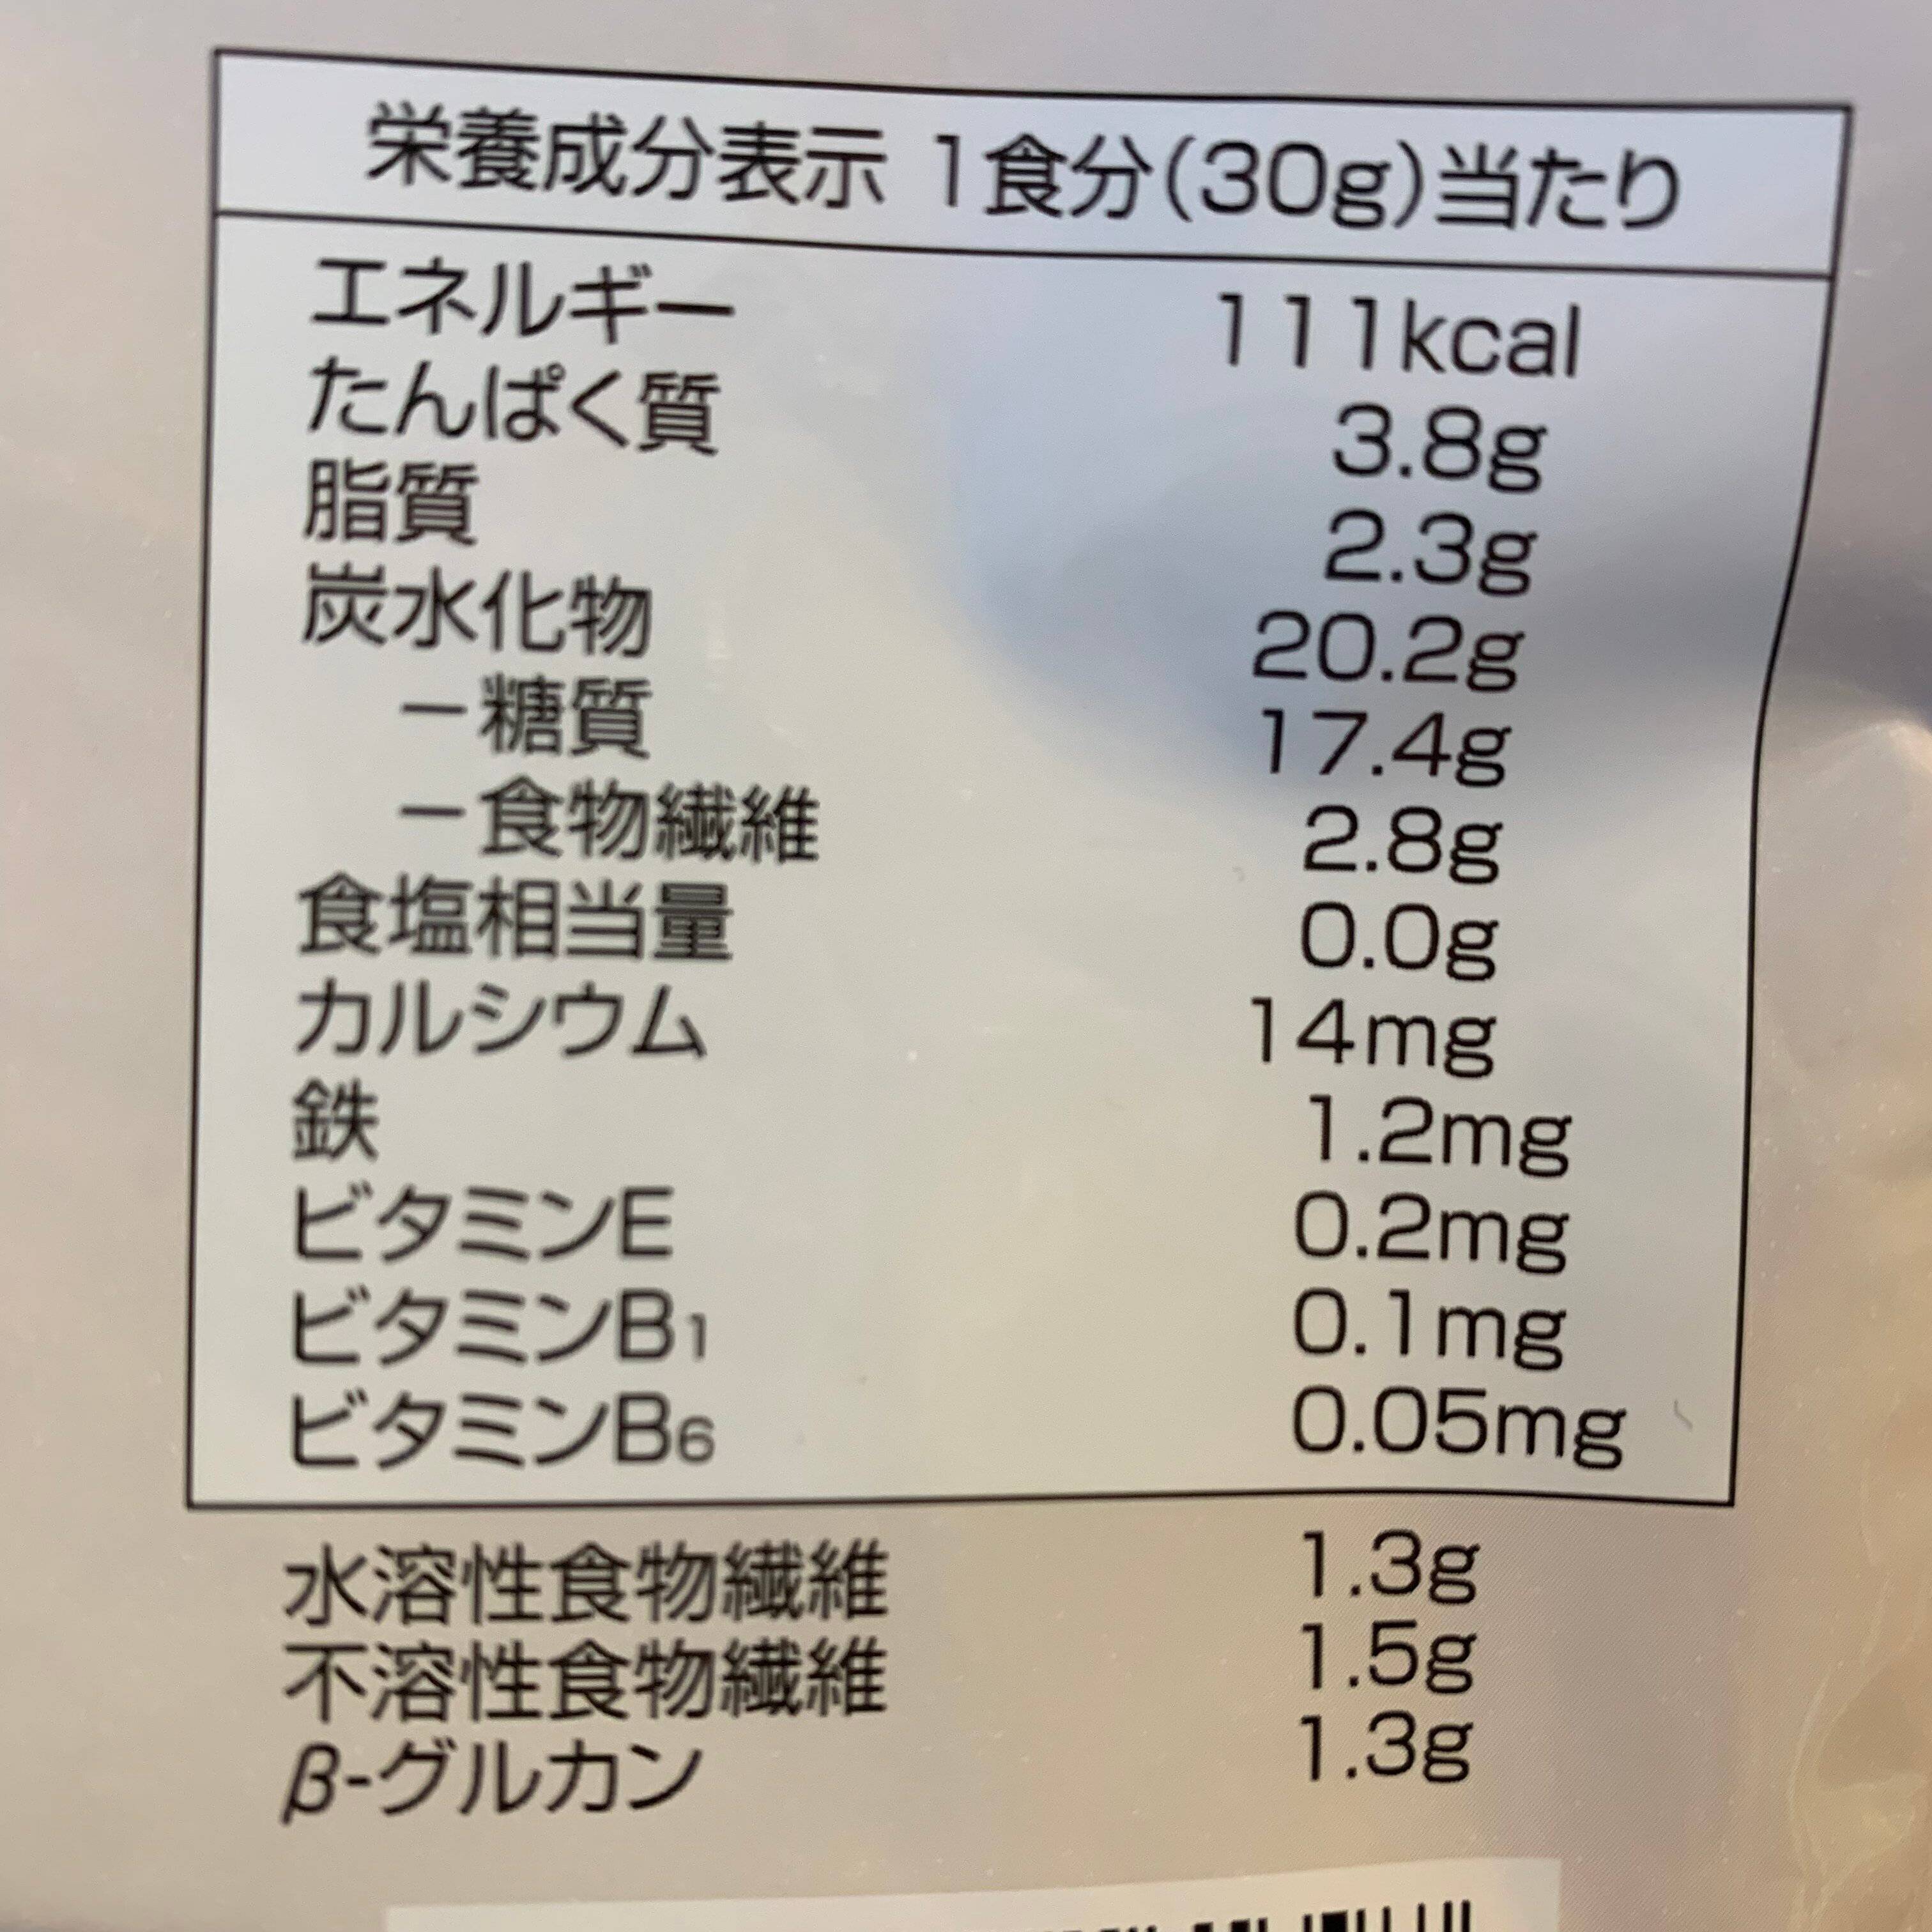 栄養成分表示 1食分(30g)当たり
エネルギー 111kcal
たんぱく質 3.8g
脂質 2.3g
炭水化物 20.2g
－糖質 17.4g
－食物繊維 2.8g
食塩相当量 0.0g
カルシウム 14mg
鉄 1.2mg
ビタミンE 0.2mg
ビタミンB1 0.1mg
ビタミンB6 0.05mg
水溶性食物繊維 1.3g
不溶性食物繊維 1.5g
β-グルカン 1.3g